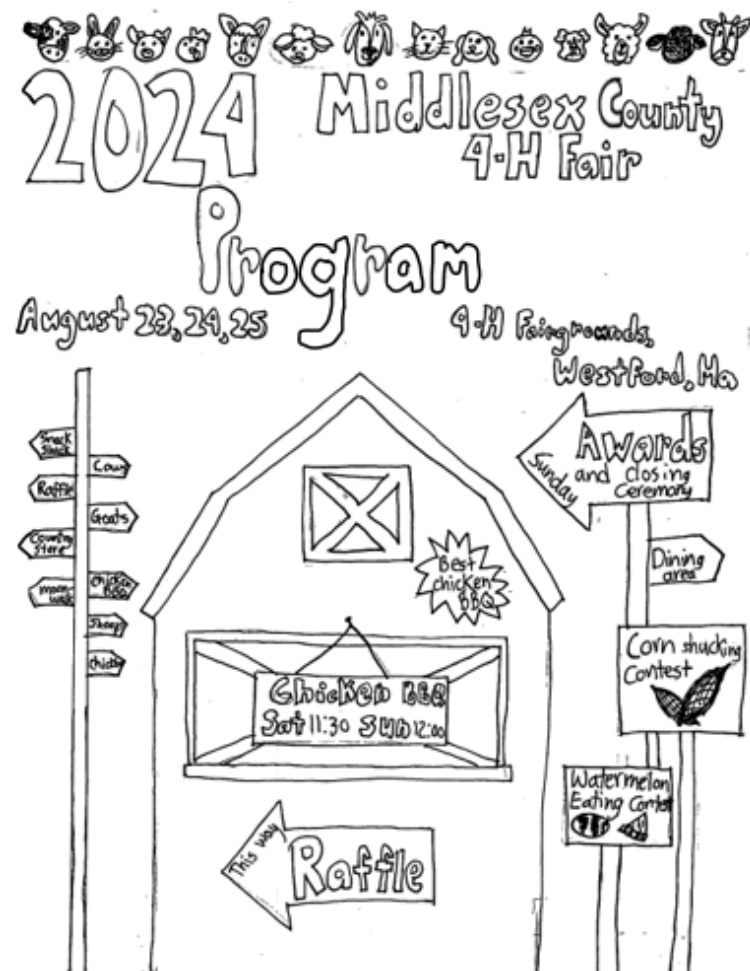 2024
Middlesex County
4-H Fair
Program
August 23, 24, 25
4-H Fairgrounds,
Westford, Ma
Snack
Shack
Cow
Raffle
Goats
Country
Store
Chicken
BBQ
moon
walk
Sheep
Best
chicken
BBQ
Chicken BBQ
Sat 11:30 Sun 12:00
This way
Raffle
Sunday
Awards
and closing
Ceremony
Dining
area
Corn shucking
Contest
Watermelon
Eating Contest